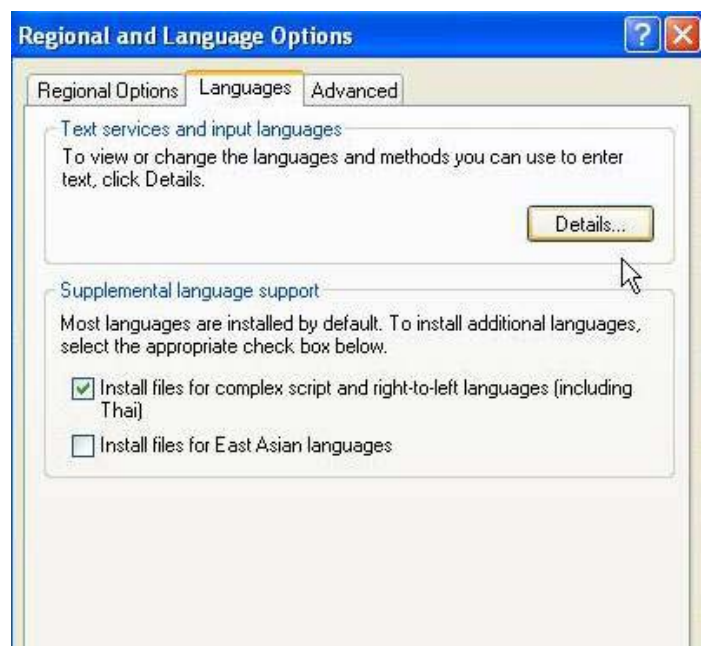 Regional and Language Options
Regional Options Languages Advanced
Text services and input languages
To view or change the languages and methods you can use to enter
text, click Details.
Details...
Supplemental language support
Most languages are installed by default. To install additional languages,
select the appropriate check box below.
Install files for complex script and right-to-left languages (including
Thai)
Install files for East Asian languages